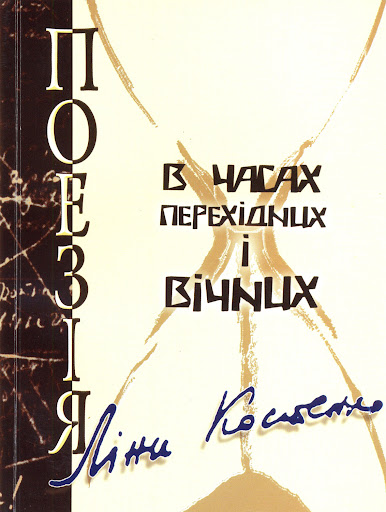 ПОЕЗІЯ
Ліни Костенко
В ЧАСАХ
ПЕРЕХІДНИХ
І
ВІЧНИХ